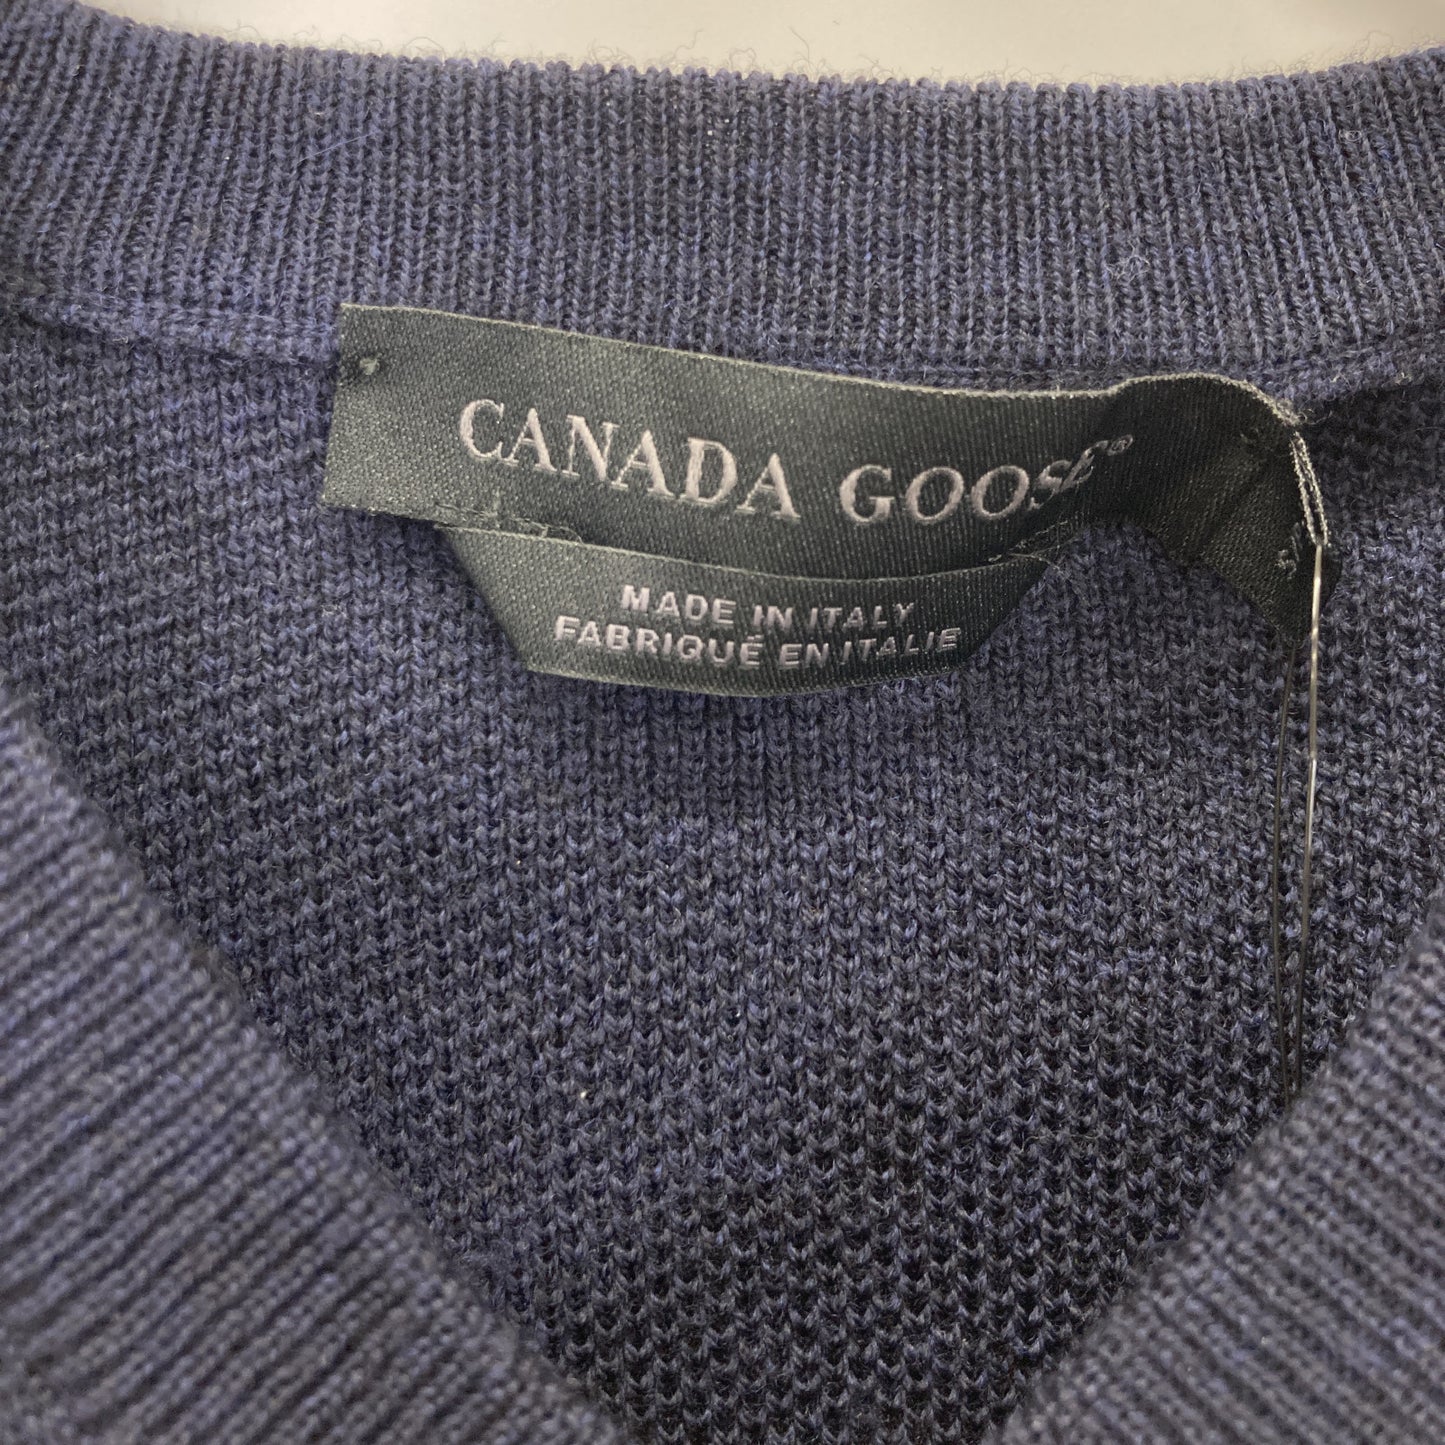 CANADA GOOSE®
MADE IN ITALY
FABRIQUÉ EN ITALIE